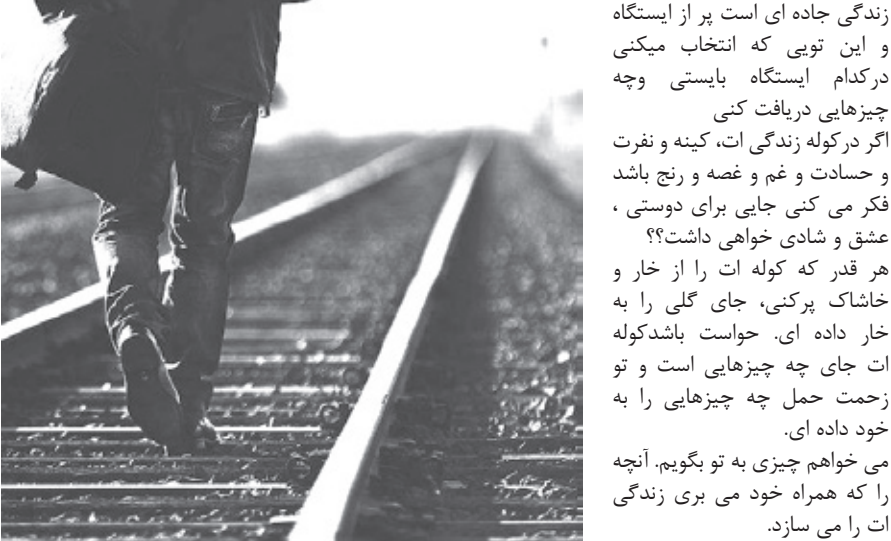 زندگی جاده ای است پر از ایستگاه
و این تویی که انتخاب میکنی
درکدام ایستگاه بایستی وچه
چیزهایی دریافت کنی
اگر درکوله زندگی ات، کینه و نفرت
و حسادت و غم و غصه و رنج باشد
فکر می کنی جایی برای دوستی ،
عشق و شادی خواهی داشت؟؟
هر قدر که کوله ات را از خار و
خاشاک پرکنی، جای گلی را به
خار داده ای. حواست باشدکوله
ات جای چه چیزهایی است و تو
زحمت حمل چه چیزهایی را به
خود داده ای.
می خواهم چیزی به تو بگویم. آنچه
را که همراه خود می بری زندگی
ات را می سازد.